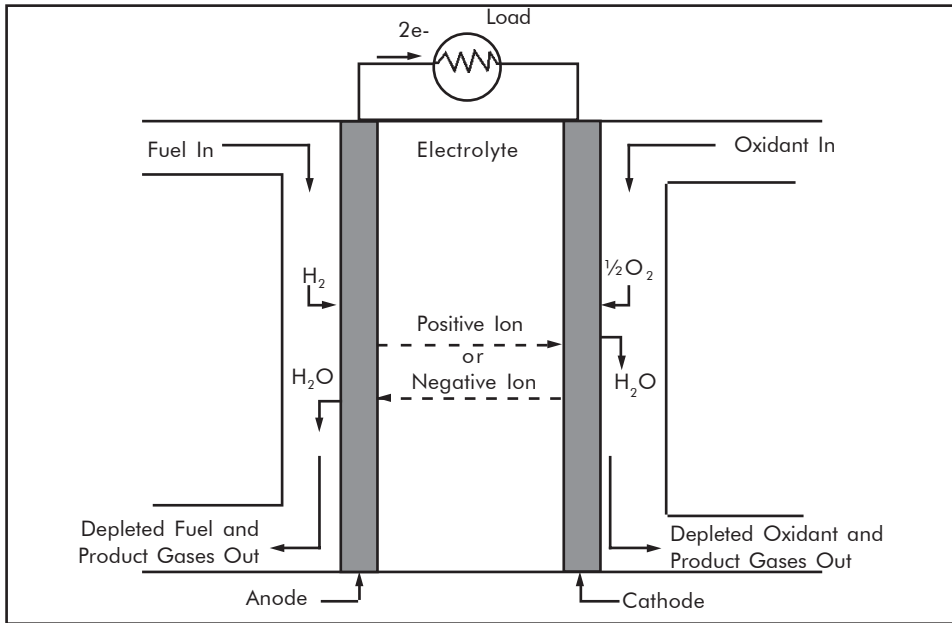 Load
2e-
Fuel In
Electrolyte
Oxidant In
H₂
½O₂
Positive Ion
or
Negative Ion
H₂O
H₂O
Depleted Fuel and
Product Gases Out
Depleted Oxidant and
Product Gases Out
Anode
Cathode